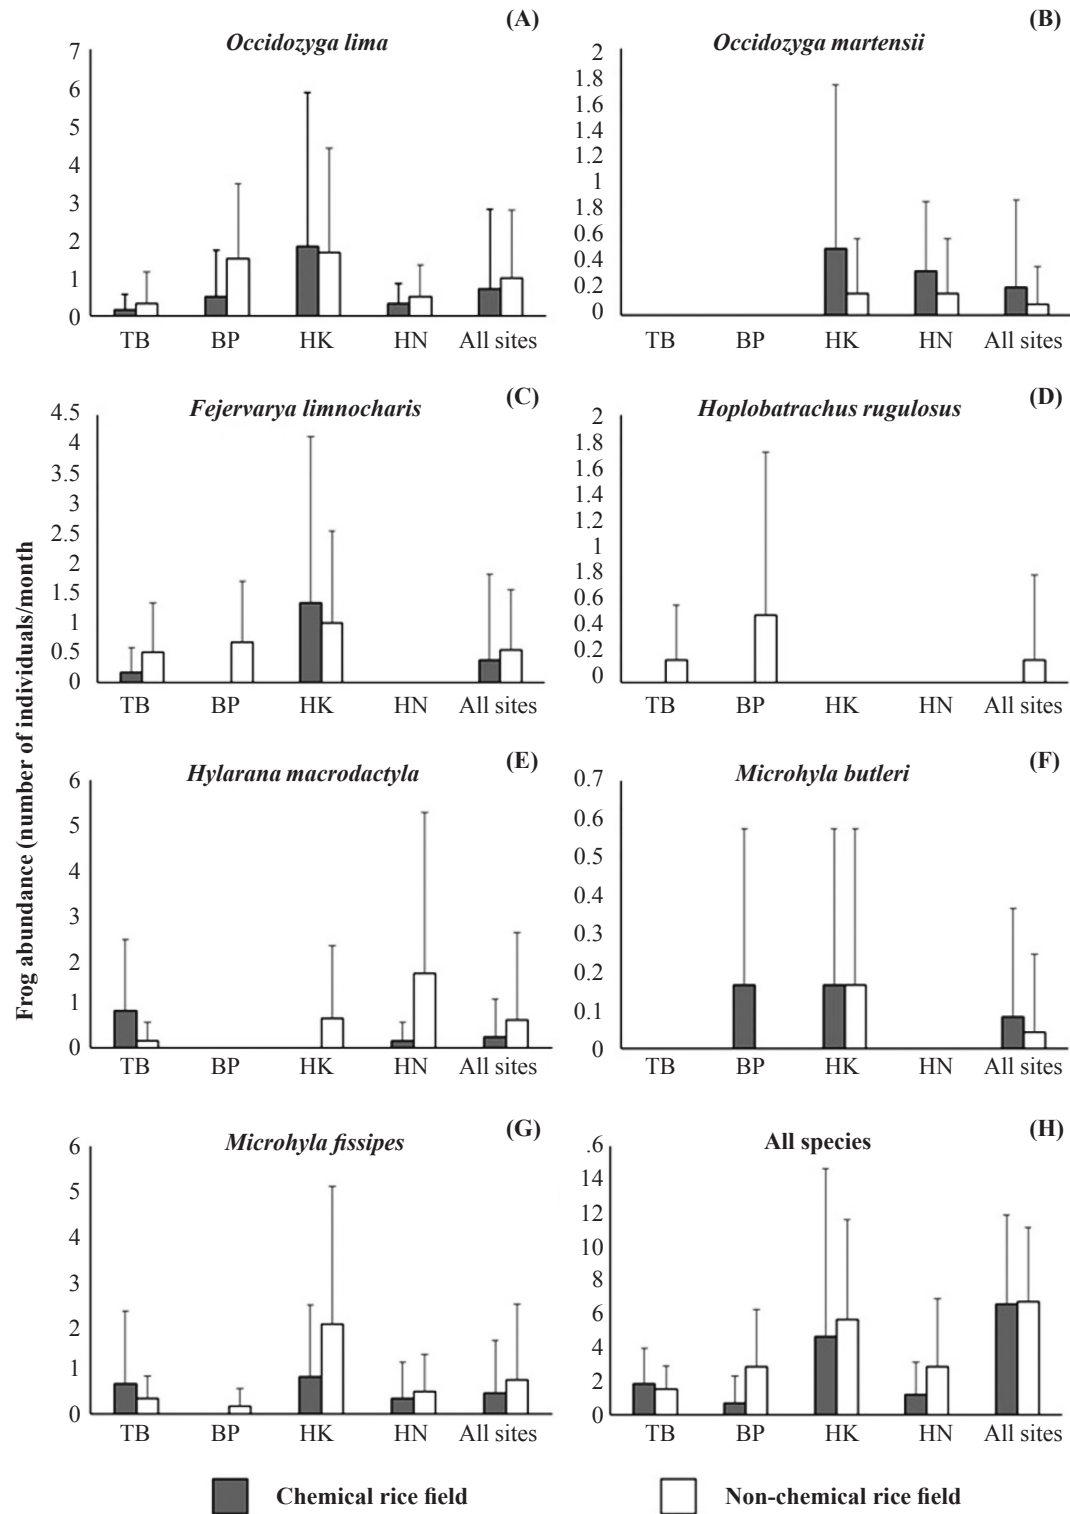 (A)
Occidozyga lima
7
6
5
4
3
2
1
0
TB BP HK HN All sites
(B)
Occidozyga martensii
2
1.8
1.6
1.4
1.2
1
1.8
0.6
0.4
0.2
0
TB BP HK HN All sites
(C)
Fejervarya limnocharis
4.5
4
3.5
3
2.5
2
1.5
1
0.5
0
TB BP HK HN All sites
(D)
Hoplobatrachus rugulosus
2
1.8
1.6
1.4
1.2
1
1.8
0.6
0.4
0.2
0
TB BP HK HN All sites
Frog abundance (number of individuals/month
(E)
Hylarana macrodactyla
6
5
4
3
2
1
0
TB BP HK HN All sites
(F)
Microhyla butleri
0.7
0.6
0.5
0.4
0.3
0.2
0.1
0
TB BP HK HN All sites
(G)
Microhyla fissipes
6
5
4
3
2
1
0
TB BP HK HN All sites
(H)
All species
.6
14
12
10
8
6
4
2
0
TB BP HK HN All sites
Chemical rice field
Non-chemical rice field